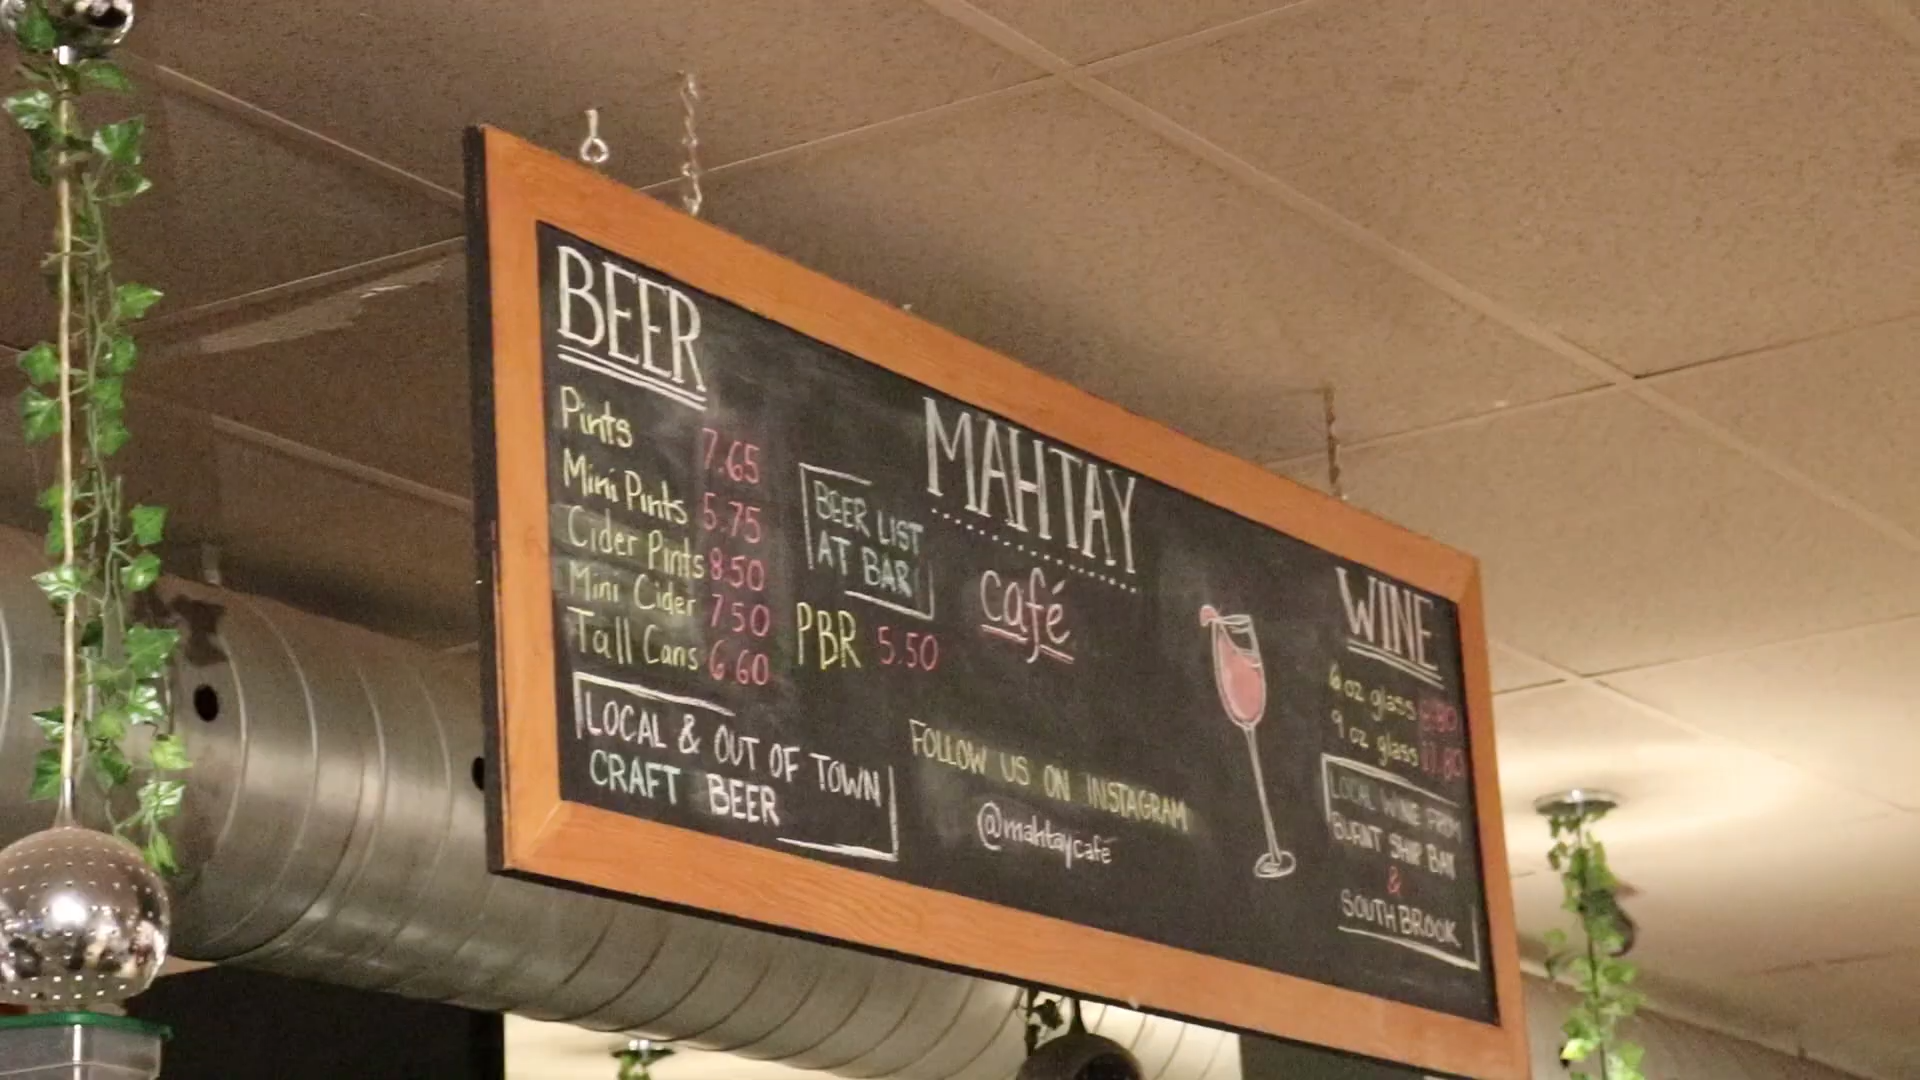 BEER
Pints 7.65
Mini Pints 5.75
Cider Pints 8.50
Mini Cider 7 50
Tall Cans 6 60
LOCAL & OUT OF TOWN
CRAFT BEER
BEER LIST
AT BAR
PBR 5.50
MAHTAY
café
FOLLOW US ON INSTAGRAM
@mahtaycafé
WINE
6 oz glass
9 oz glass
LOCAL WINE FROM
BURNT SHIP BAY
&
SOUTH BROOK